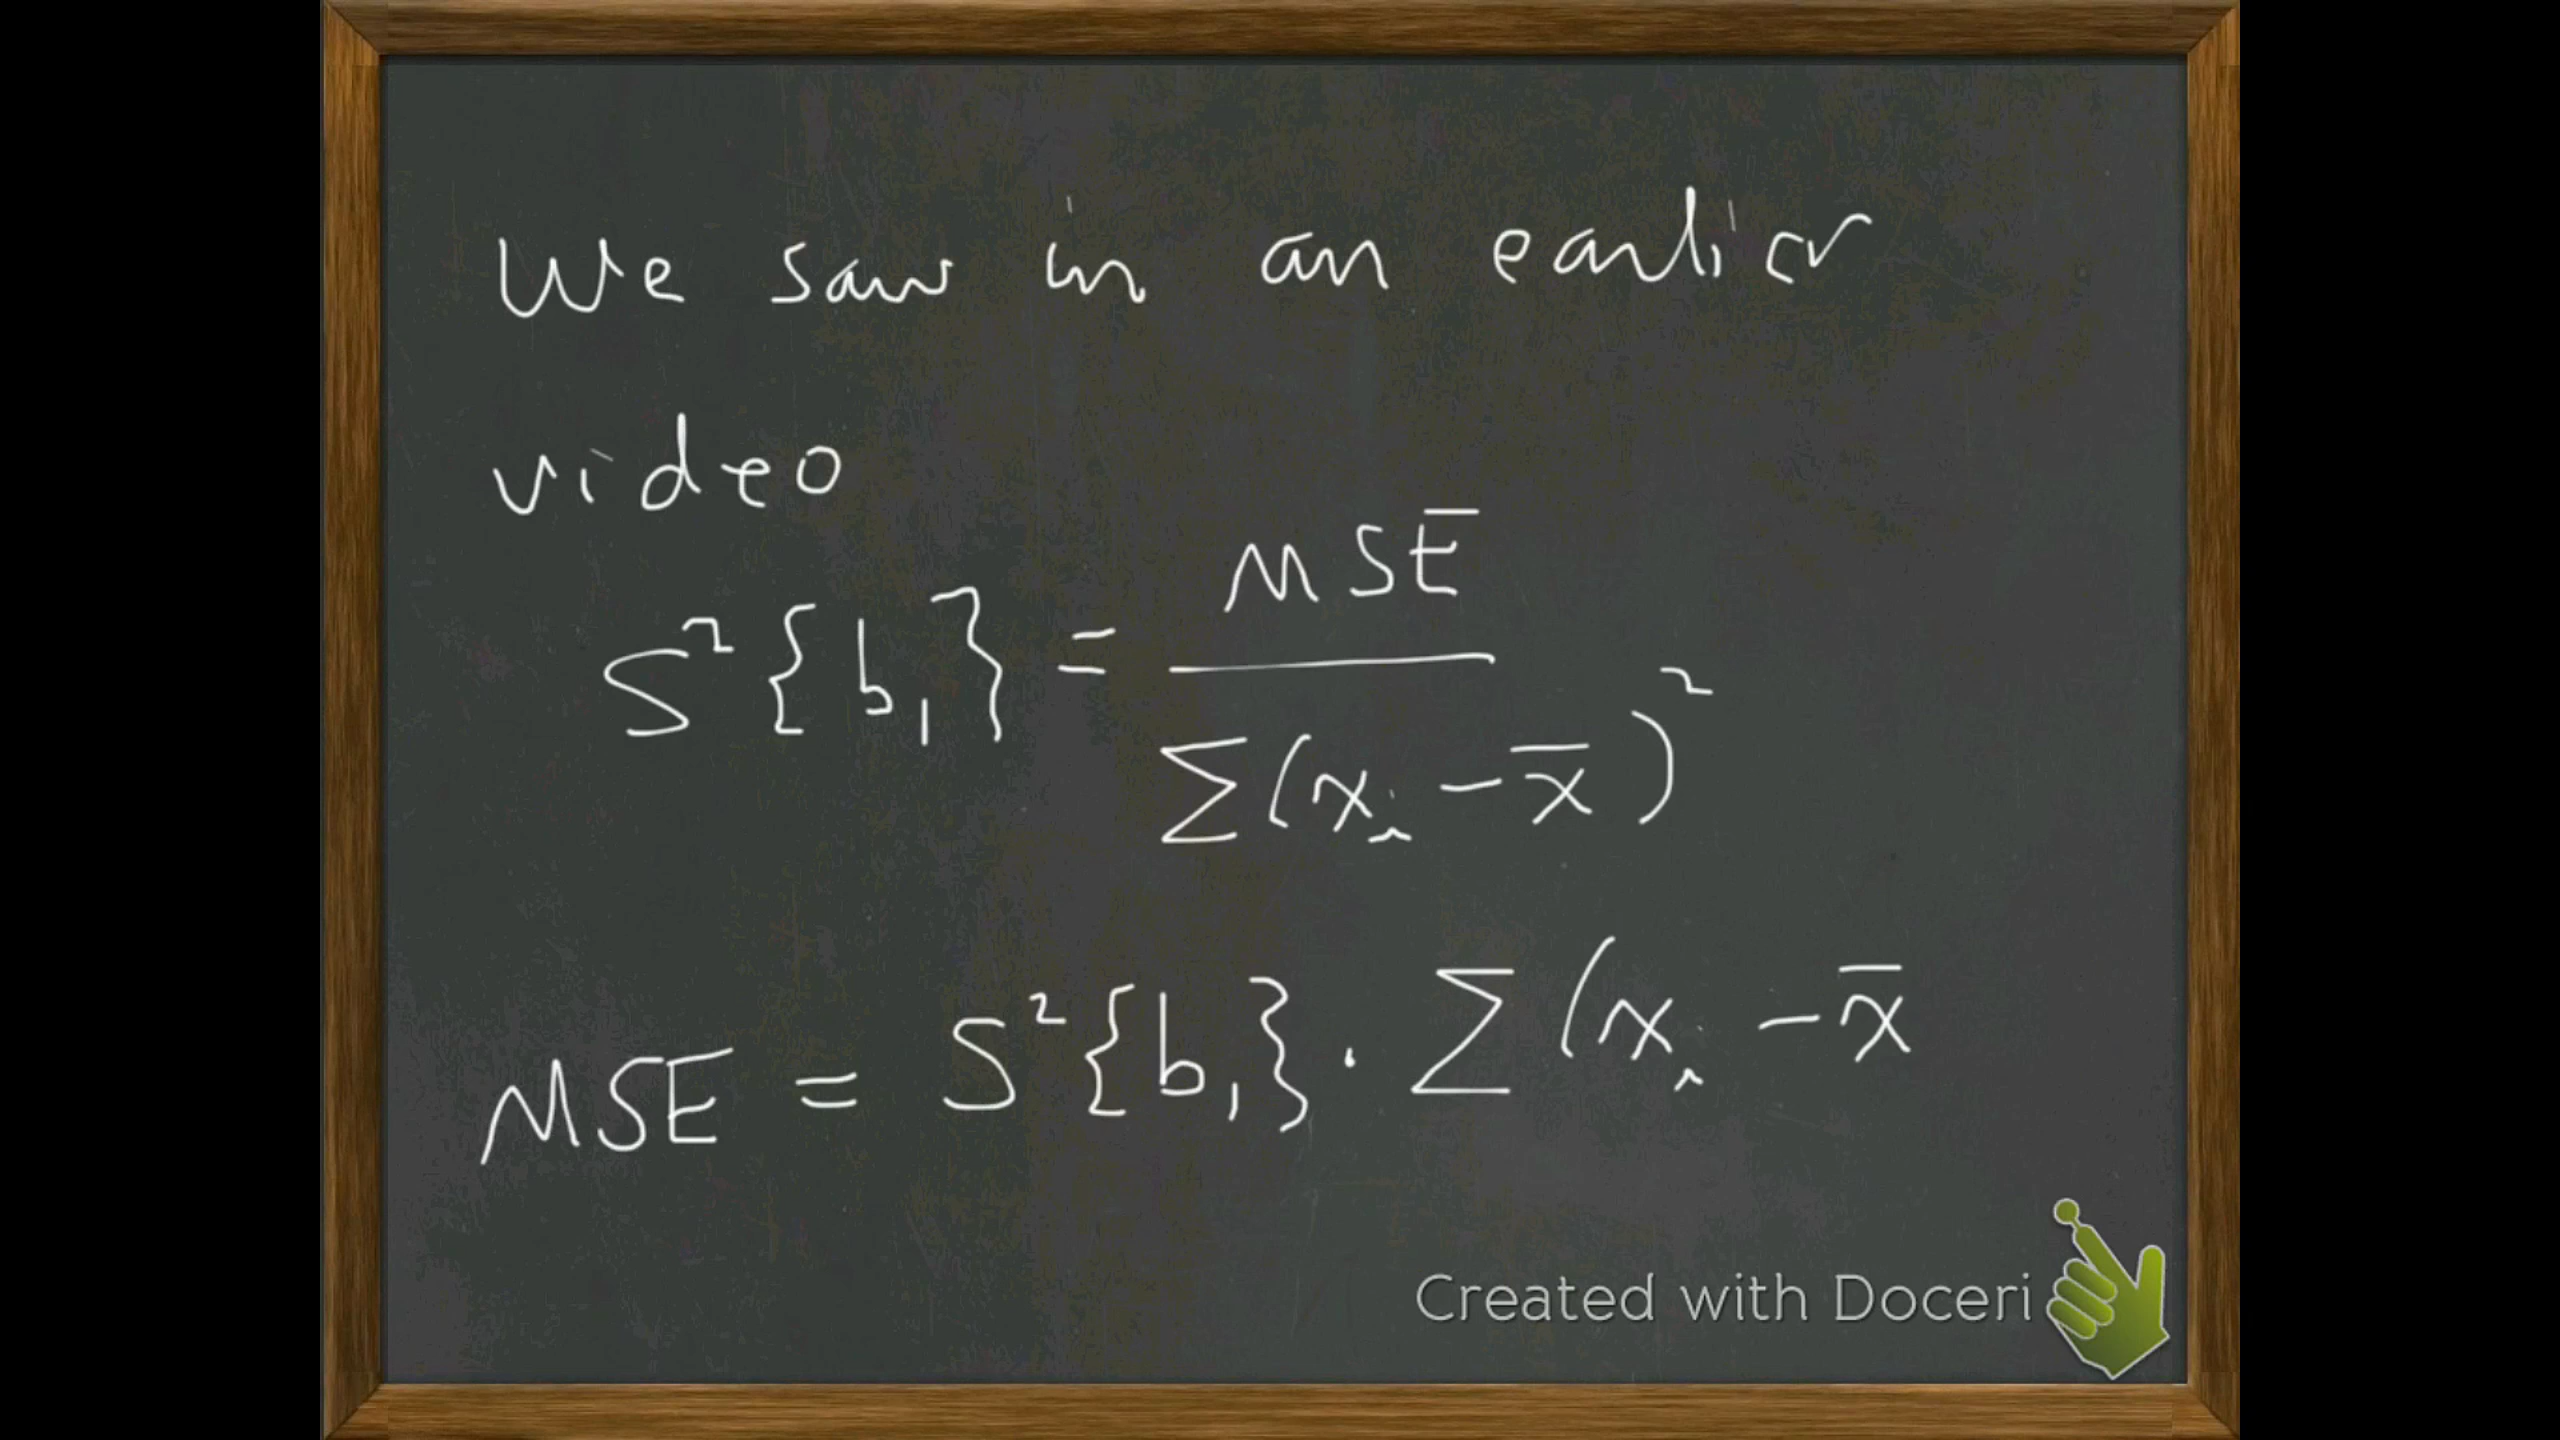 We saw in an earlier
video
S²{b₁} = MSE / Σ(xᵢ - x̅)²
MSE = S²{b₁} · Σ(xᵢ - x̅
Created with Doceri